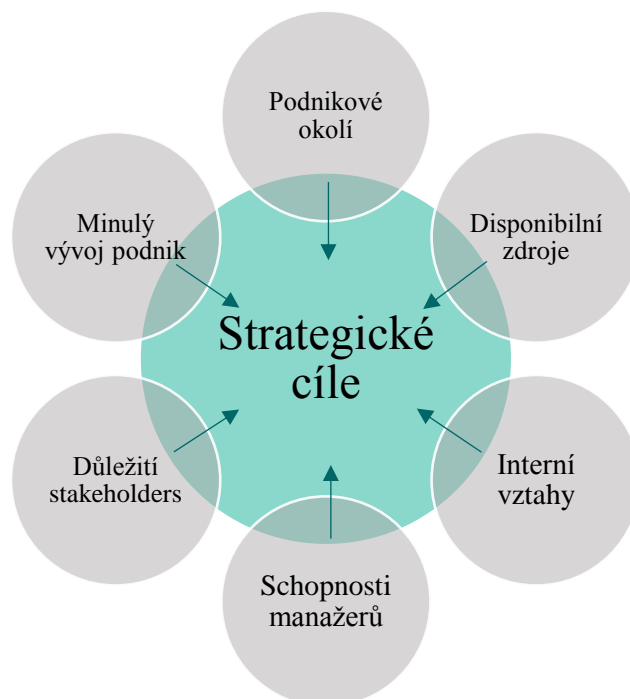 Podnikové
okolí
Minulý
vývoj podnik
Disponibilní
zdroje
Strategické
cíle
Důležití
stakeholders
Interní
vztahy
Schopnosti
manažerů